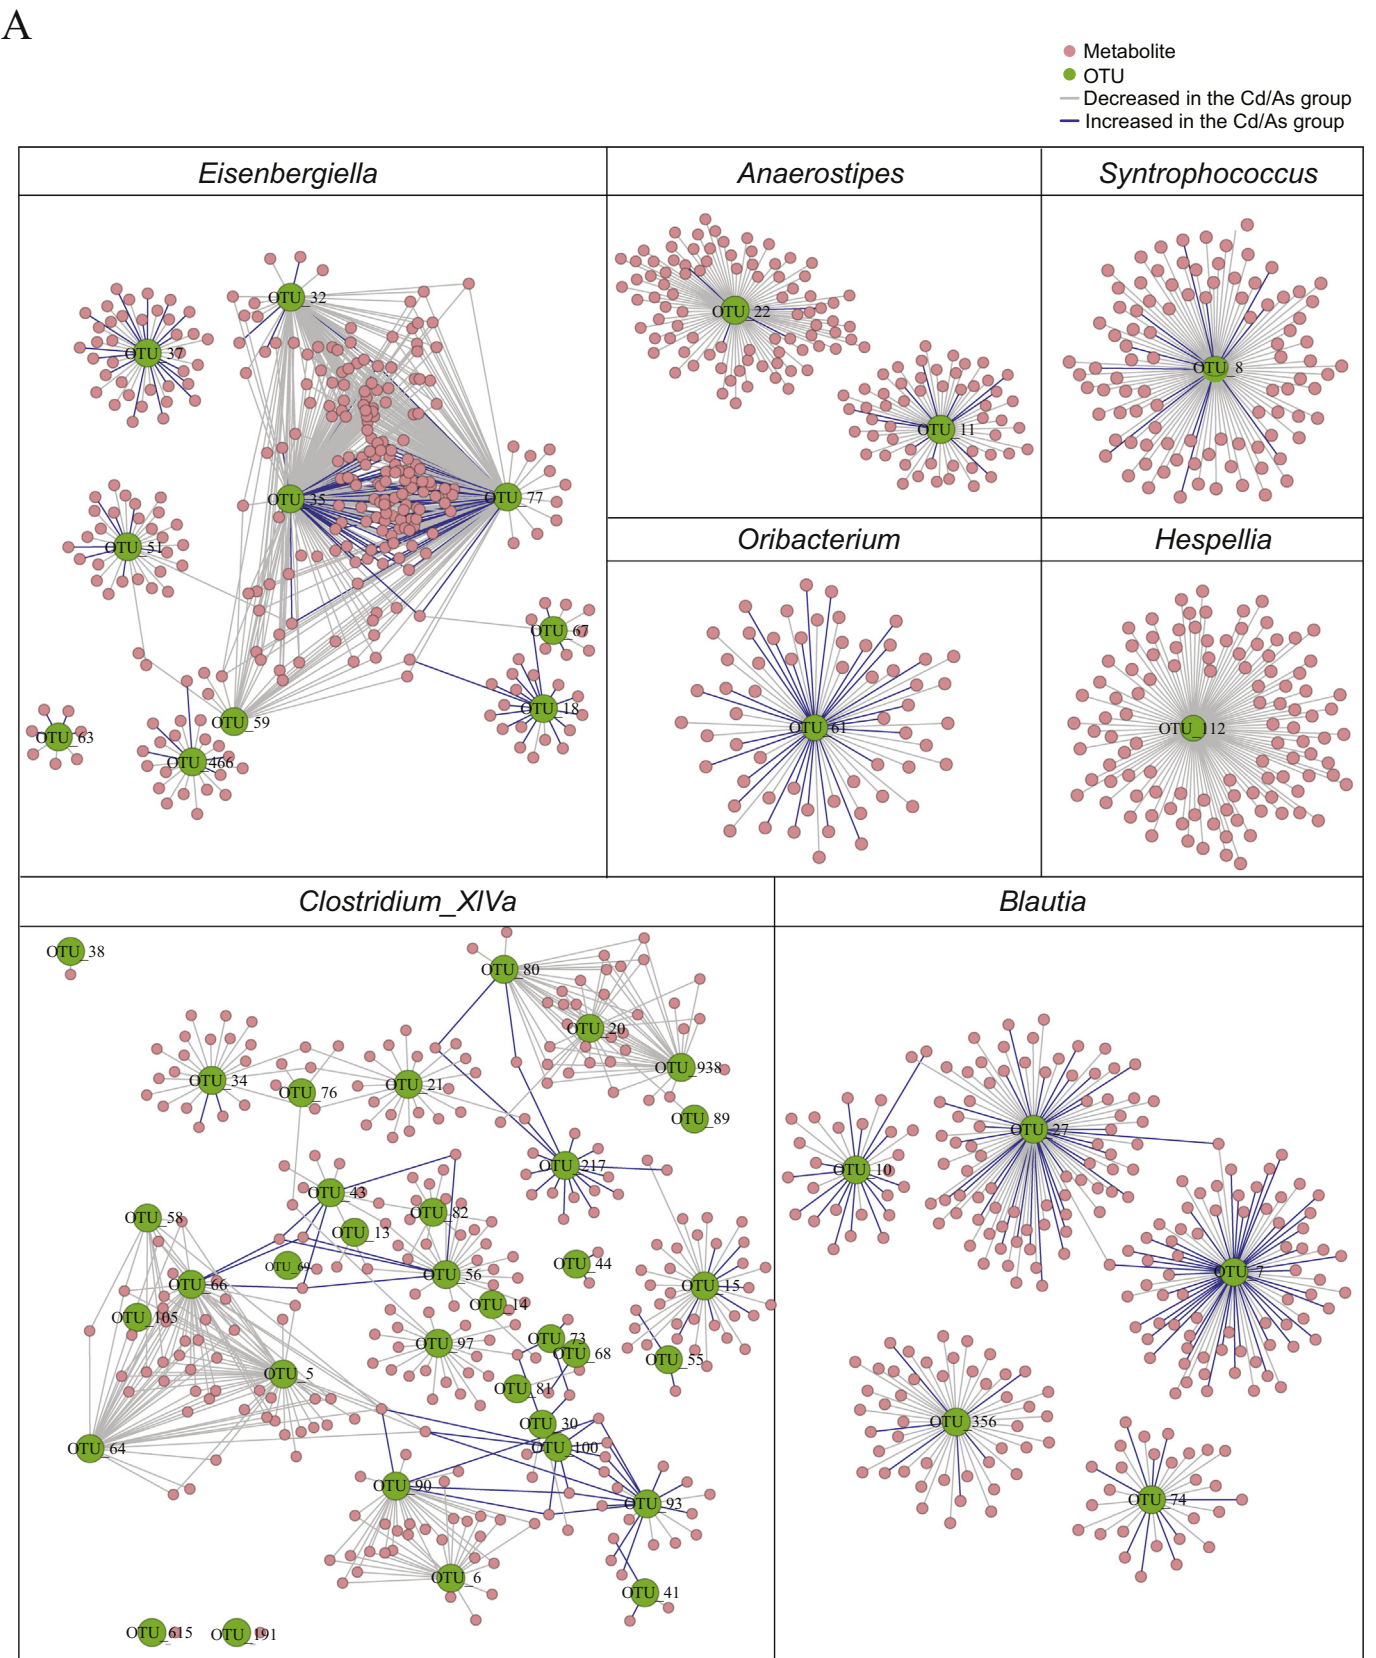 A
Metabolite
OTU
Decreased in the Cd/As group
Increased in the Cd/As group
Eisenbergiella
OTU_32
OTU_37
OTU_35
OTU_77
OTU_51
OTU_67
OTU_18
OTU_59
OTU_63
OTU_466
Anaerostipes
OTU_22
OTU_11
Syntrophococcus
OTU_8
Oribacterium
OTU_61
Hespellia
OTU_112
Clostridium_XlVa
OTU_38
OTU_80
OTU_20
OTU_938
OTU_34
OTU_76
OTU_21
OTU_89
OTU_217
OTU_43
OTU_82
OTU_58
OTU_13
OTU_69
OTU_44
OTU_56
OTU_66
OTU_15
OTU_14
OTU_105
OTU_97
OTU_73
OTU_68
OTU_55
OTU_5
OTU_81
OTU_30
OTU_64
OTU_100
OTU_90
OTU_93
OTU_6
OTU_41
OTU_615
OTU_191
Blautia
OTU_27
OTU_10
OTU_7
OTU_356
OTU_74